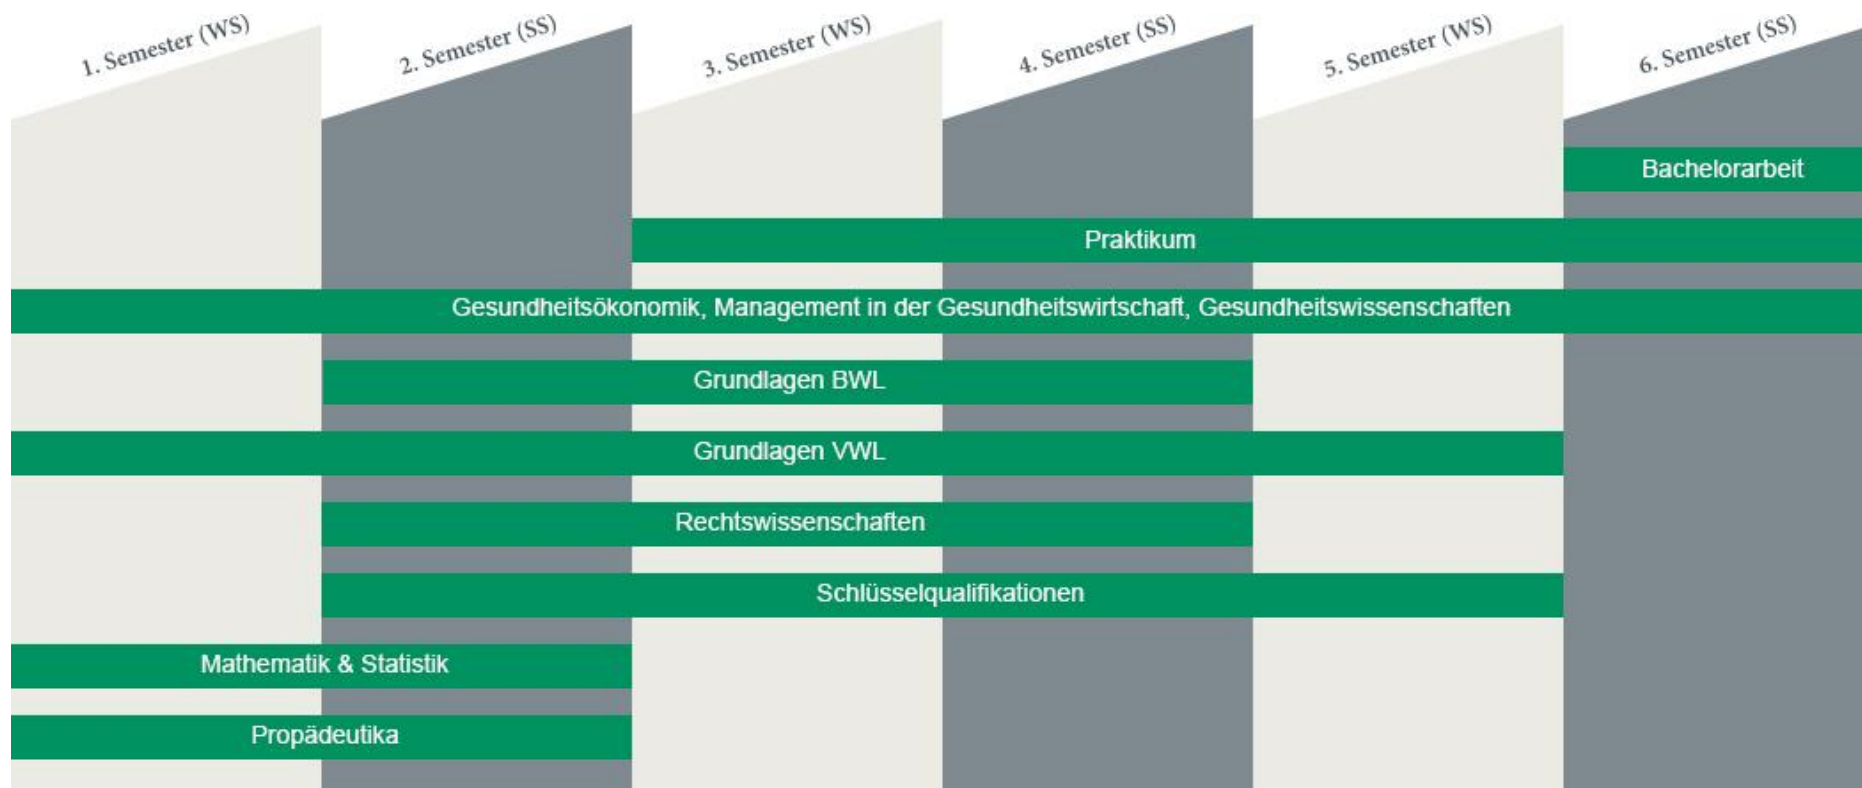 1. Semester (WS)
2. Semester (SS)
3. Semester (WS)
4. Semester (SS)
5. Semester (WS)
6. Semester (SS)
Bachelorarbeit
Praktikum
Gesundheitsökonomik, Management in der Gesundheitswirtschaft, Gesundheitswissenschaften
Grundlagen BWL
Grundlagen VWL
Rechtswissenschaften
Schlüsselqualifikationen
Mathematik & Statistik
Propädeutika